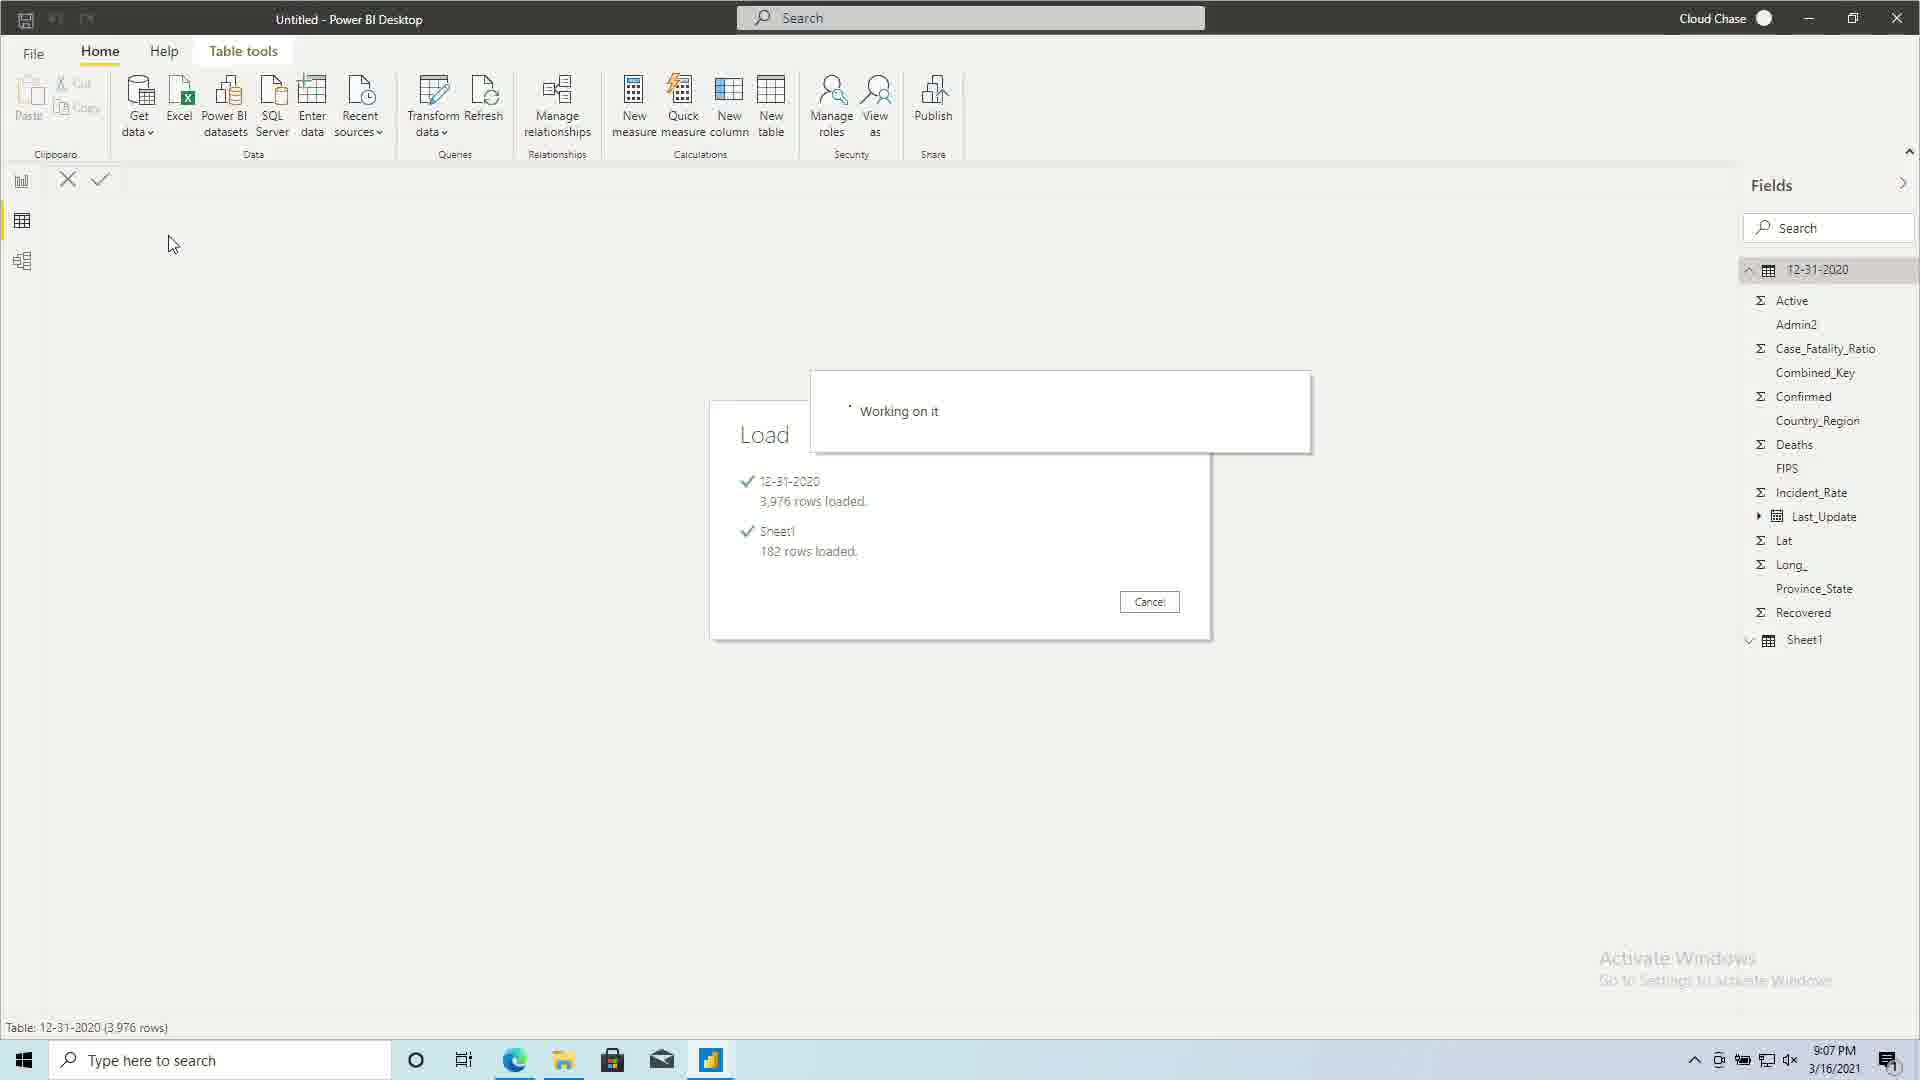 Untitled - Power BI Desktop
Search
Cloud Chase
File
Home
Help
Table tools
Paste
Cut
Copy
Get data
Excel
Power BI datasets
SQL Server
Enter data
Recent sources
Transform data
Refresh
Manage relationships
New measure
Quick measure
New column
New table
Manage roles
View as
Publish
Clipboard
Data
Queries
Relationships
Calculations
Security
Share
Fields
Search
12-31-2020
Active
Admin2
Case_Fatality_Ratio
Combined_Key
Confirmed
Country_Region
Deaths
FIPS
Incident_Rate
Last_Update
Lat
Long_
Province_State
Recovered
Sheet1
Working on it
Load
12-31-2020
3,976 rows loaded.
Sheet1
182 rows loaded.
Cancel
Activate Windows
Go to Settings to activate Windows.
Table: 12-31-2020 (3,976 rows)
Type here to search
9:07 PM
3/16/2021
1